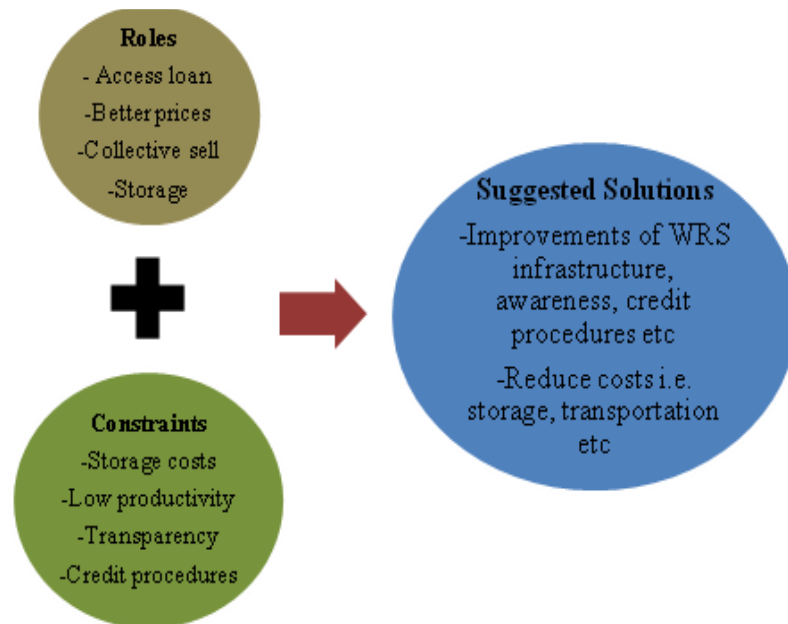 Roles
- Access loan
-Better prices
-Collective sell
-Storage
Constraints
-Storage costs
-Low productivity
-Transparency
-Credit procedures
Suggested Solutions
-Improvements of WRS
infrastructure,
awareness, credit
procedures etc
-Reduce costs i.e.
storage, transportation
etc